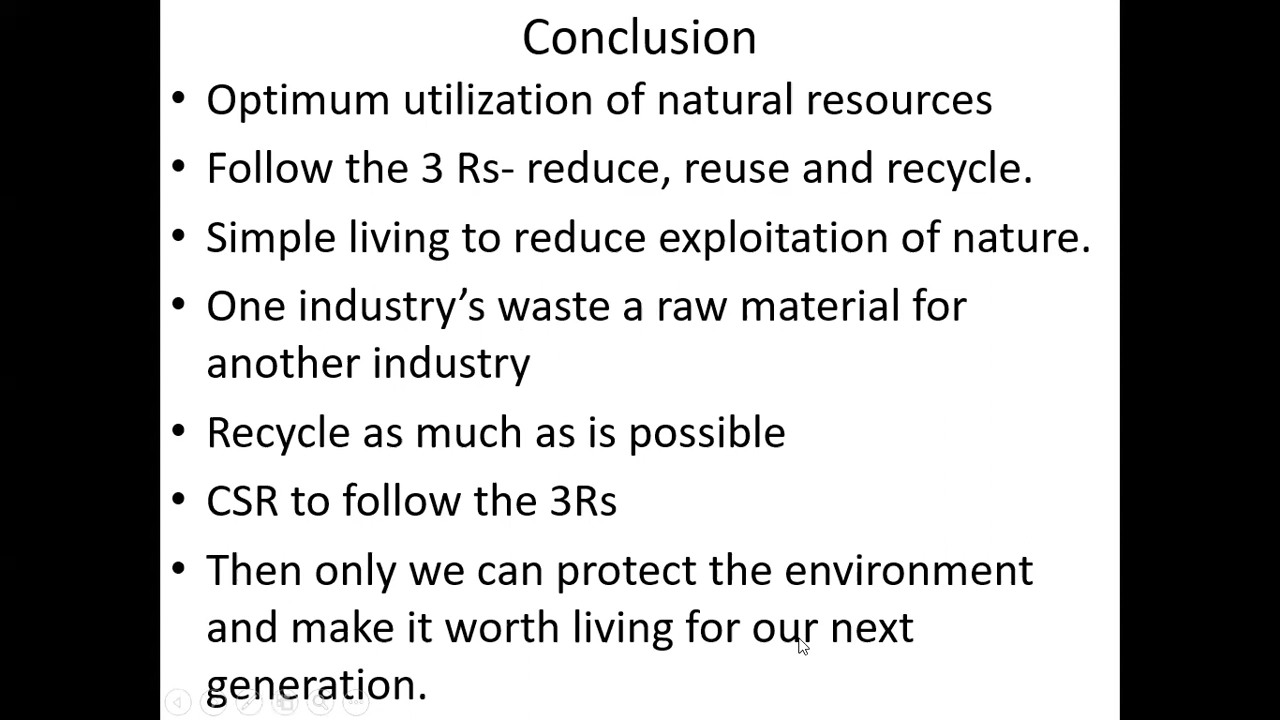 Conclusion
• Optimum utilization of natural resources
• Follow the 3 Rs- reduce, reuse and recycle.
• Simple living to reduce exploitation of nature.
• One industry’s waste a raw material for
another industry
• Recycle as much as is possible
• CSR to follow the 3Rs
• Then only we can protect the environment
and make it worth living for our next
generation.